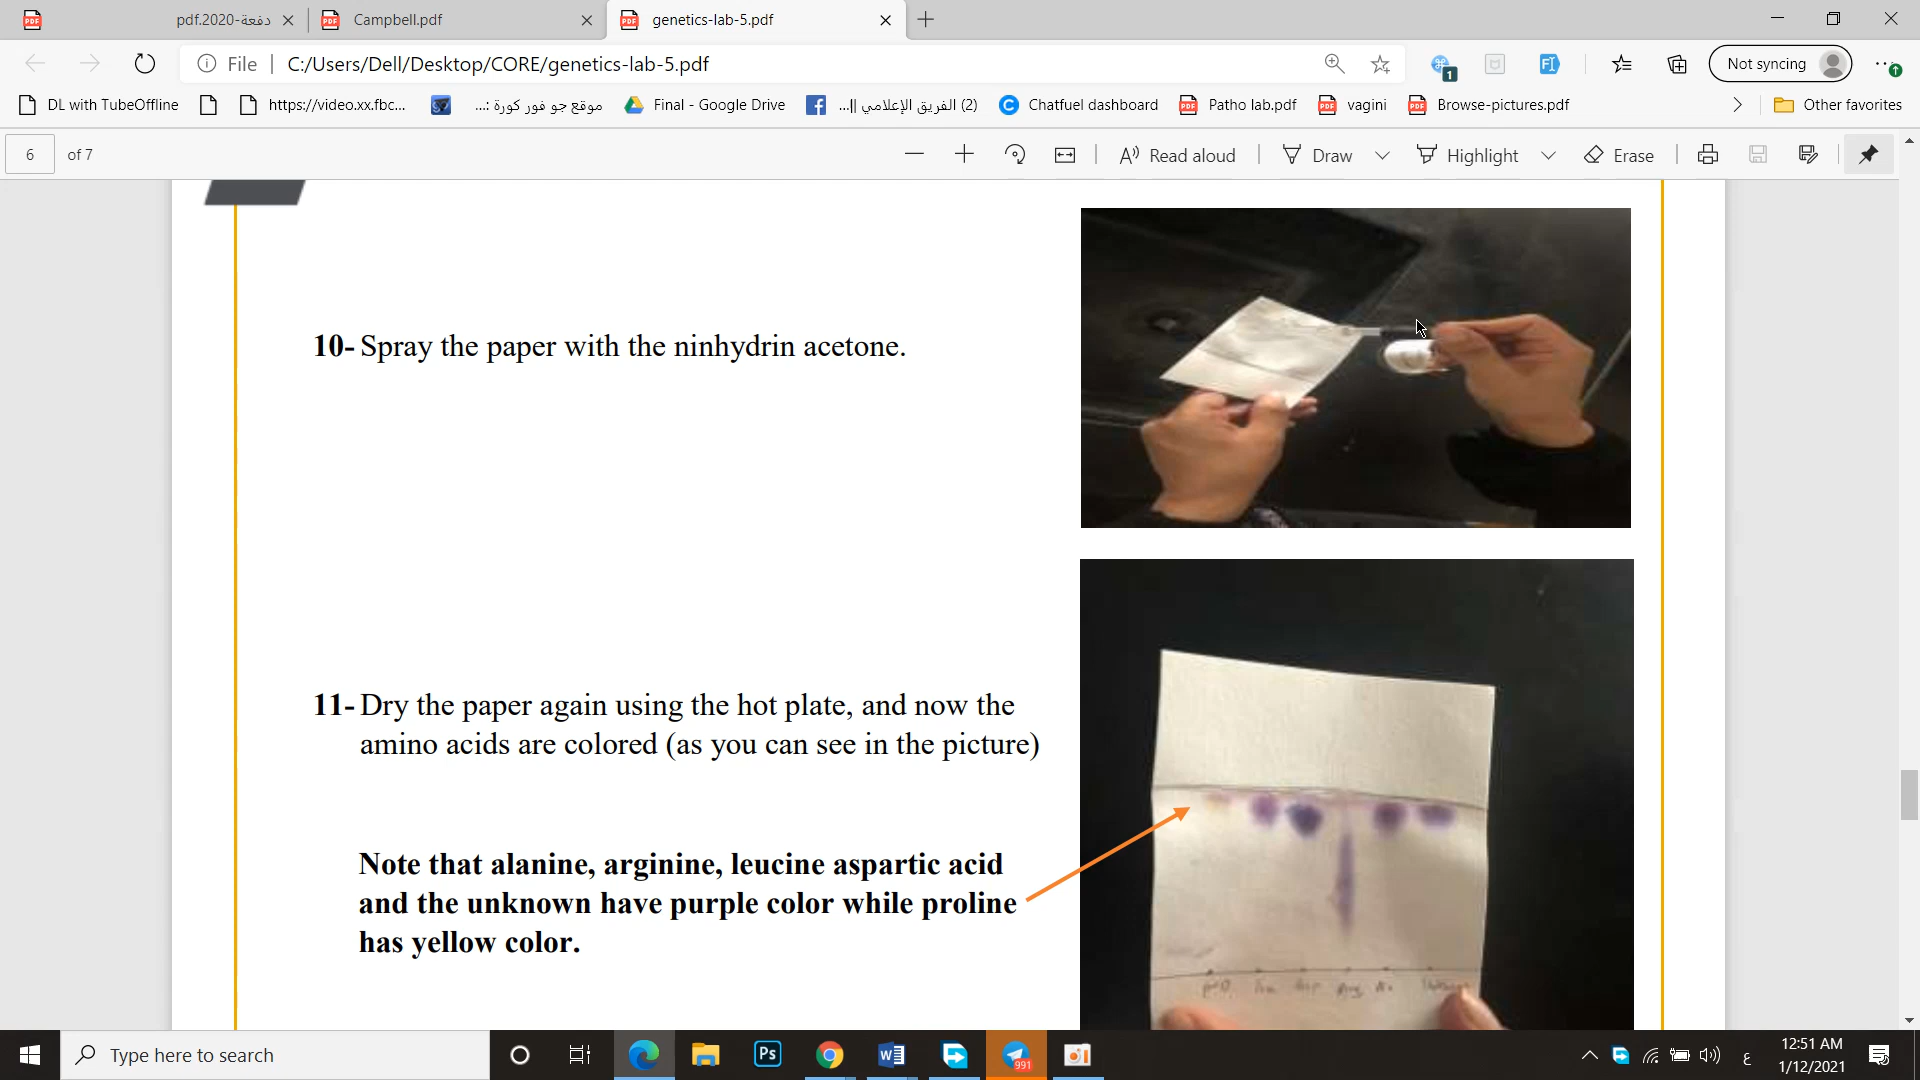 pdf.2020-دفعة
Campbell.pdf
genetics-lab-5.pdf
File
C:/Users/Dell/Desktop/CORE/genetics-lab-5.pdf
1
Not syncing
DL with TubeOffline
https://video.xx.fbc...
موقع جو فور كورة :...
Final - Google Drive
(2) الفريق الإعلامي ||...
Chatfuel dashboard
Patho lab.pdf
vagini
Browse-pictures.pdf
Other favorites
6 of 7
Read aloud
Draw
Highlight
Erase
10- Spray the paper with the ninhydrin acetone.
11- Dry the paper again using the hot plate, and now the
amino acids are colored (as you can see in the picture)
Note that alanine, arginine, leucine aspartic acid
and the unknown have purple color while proline
has yellow color.
Type here to search
Ps
991
ع
12:51 AM
1/12/2021